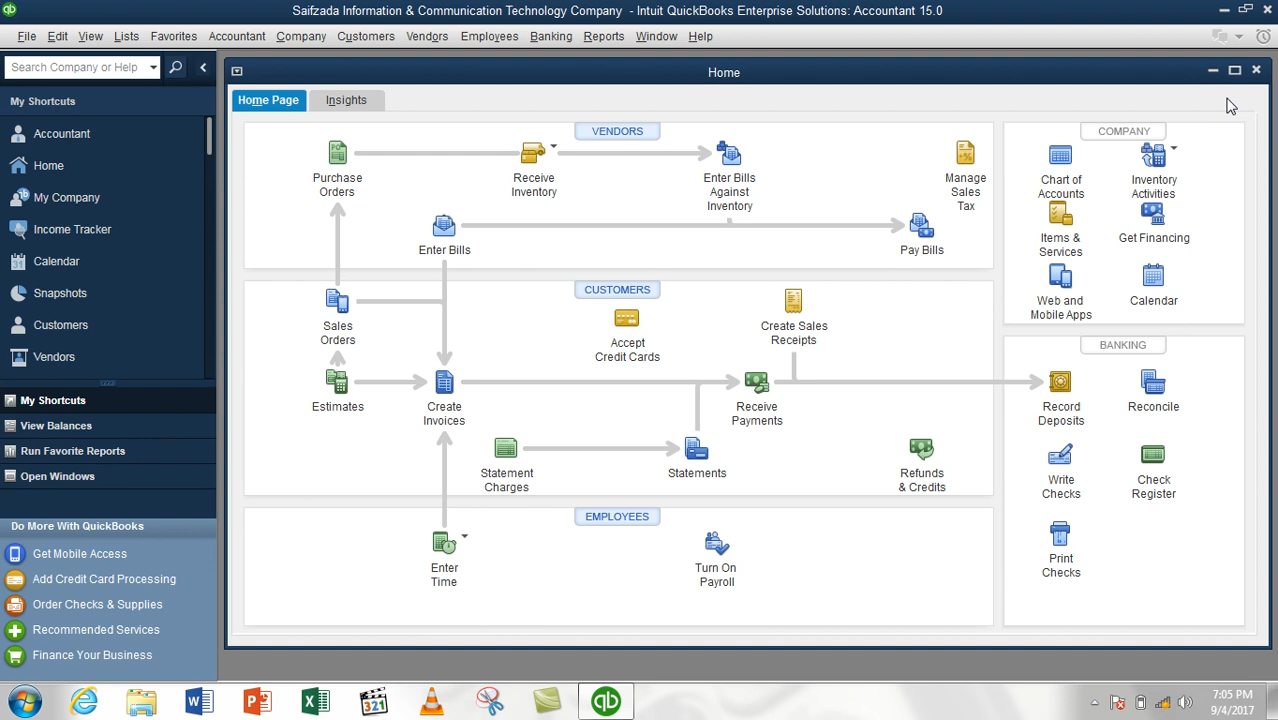 Saifzada Information & Communication Technology Company - Intuit QuickBooks Enterprise Solutions: Accountant 15.0
File Edit View Lists Favorites Accountant Company Customers Vendors Employees Banking Reports Window Help
Search Company or Help
My Shortcuts
Accountant
Home
My Company
Income Tracker
Calendar
Snapshots
Customers
Vendors
My Shortcuts
View Balances
Run Favorite Reports
Open Windows
Do More With QuickBooks
Get Mobile Access
Add Credit Card Processing
Order Checks & Supplies
Recommended Services
Finance Your Business
Home
Home Page Insights
VENDORS
Purchase
Orders
Receive
Inventory
Enter Bills
Against
Inventory
Manage
Sales
Tax
Enter Bills
Pay Bills
CUSTOMERS
Sales
Orders
Accept
Credit Cards
Create Sales
Receipts
Estimates
Create
Invoices
Receive
Payments
Statement
Charges
Statements
Refunds
& Credits
EMPLOYEES
Enter
Time
Turn On
Payroll
COMPANY
Chart of
Accounts
Inventory
Activities
Items &
Services
Get Financing
Web and
Mobile Apps
Calendar
BANKING
Record
Deposits
Reconcile
Write
Checks
Check
Register
Print
Checks
321
7:05 PM
9/4/2017